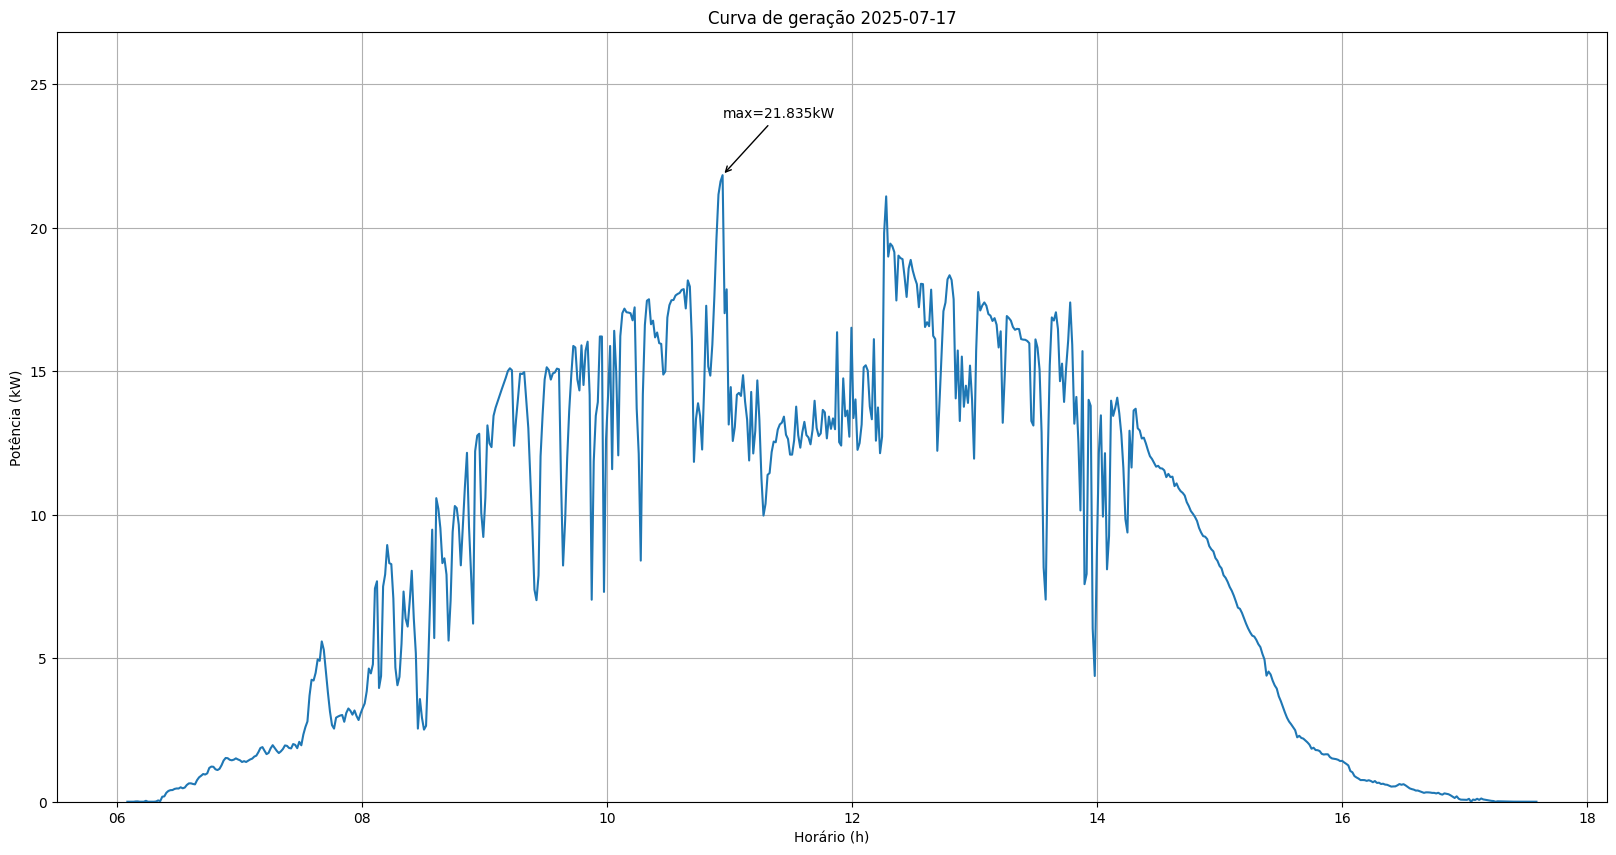 Curva de geração 2025-07-17
max=21.835kW
Potência (kW)
25
20
15
10
5
0
06 08 10 12 14 16 18
Horário (h)